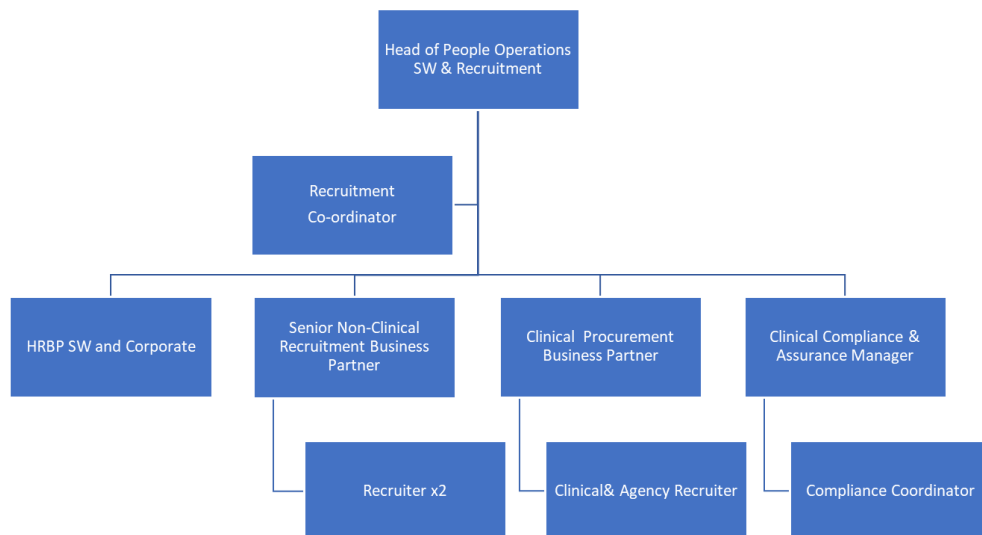 Head of People Operations
SW & Recruitment
Recruitment
Co-ordinator
HRBP SW and Corporate
Senior Non-Clinical
Recruitment Business
Partner
Clinical Procurement
Business Partner
Clinical Compliance &
Assurance Manager
Recruiter x2
Clinical& Agency Recruiter
Compliance Coordinator